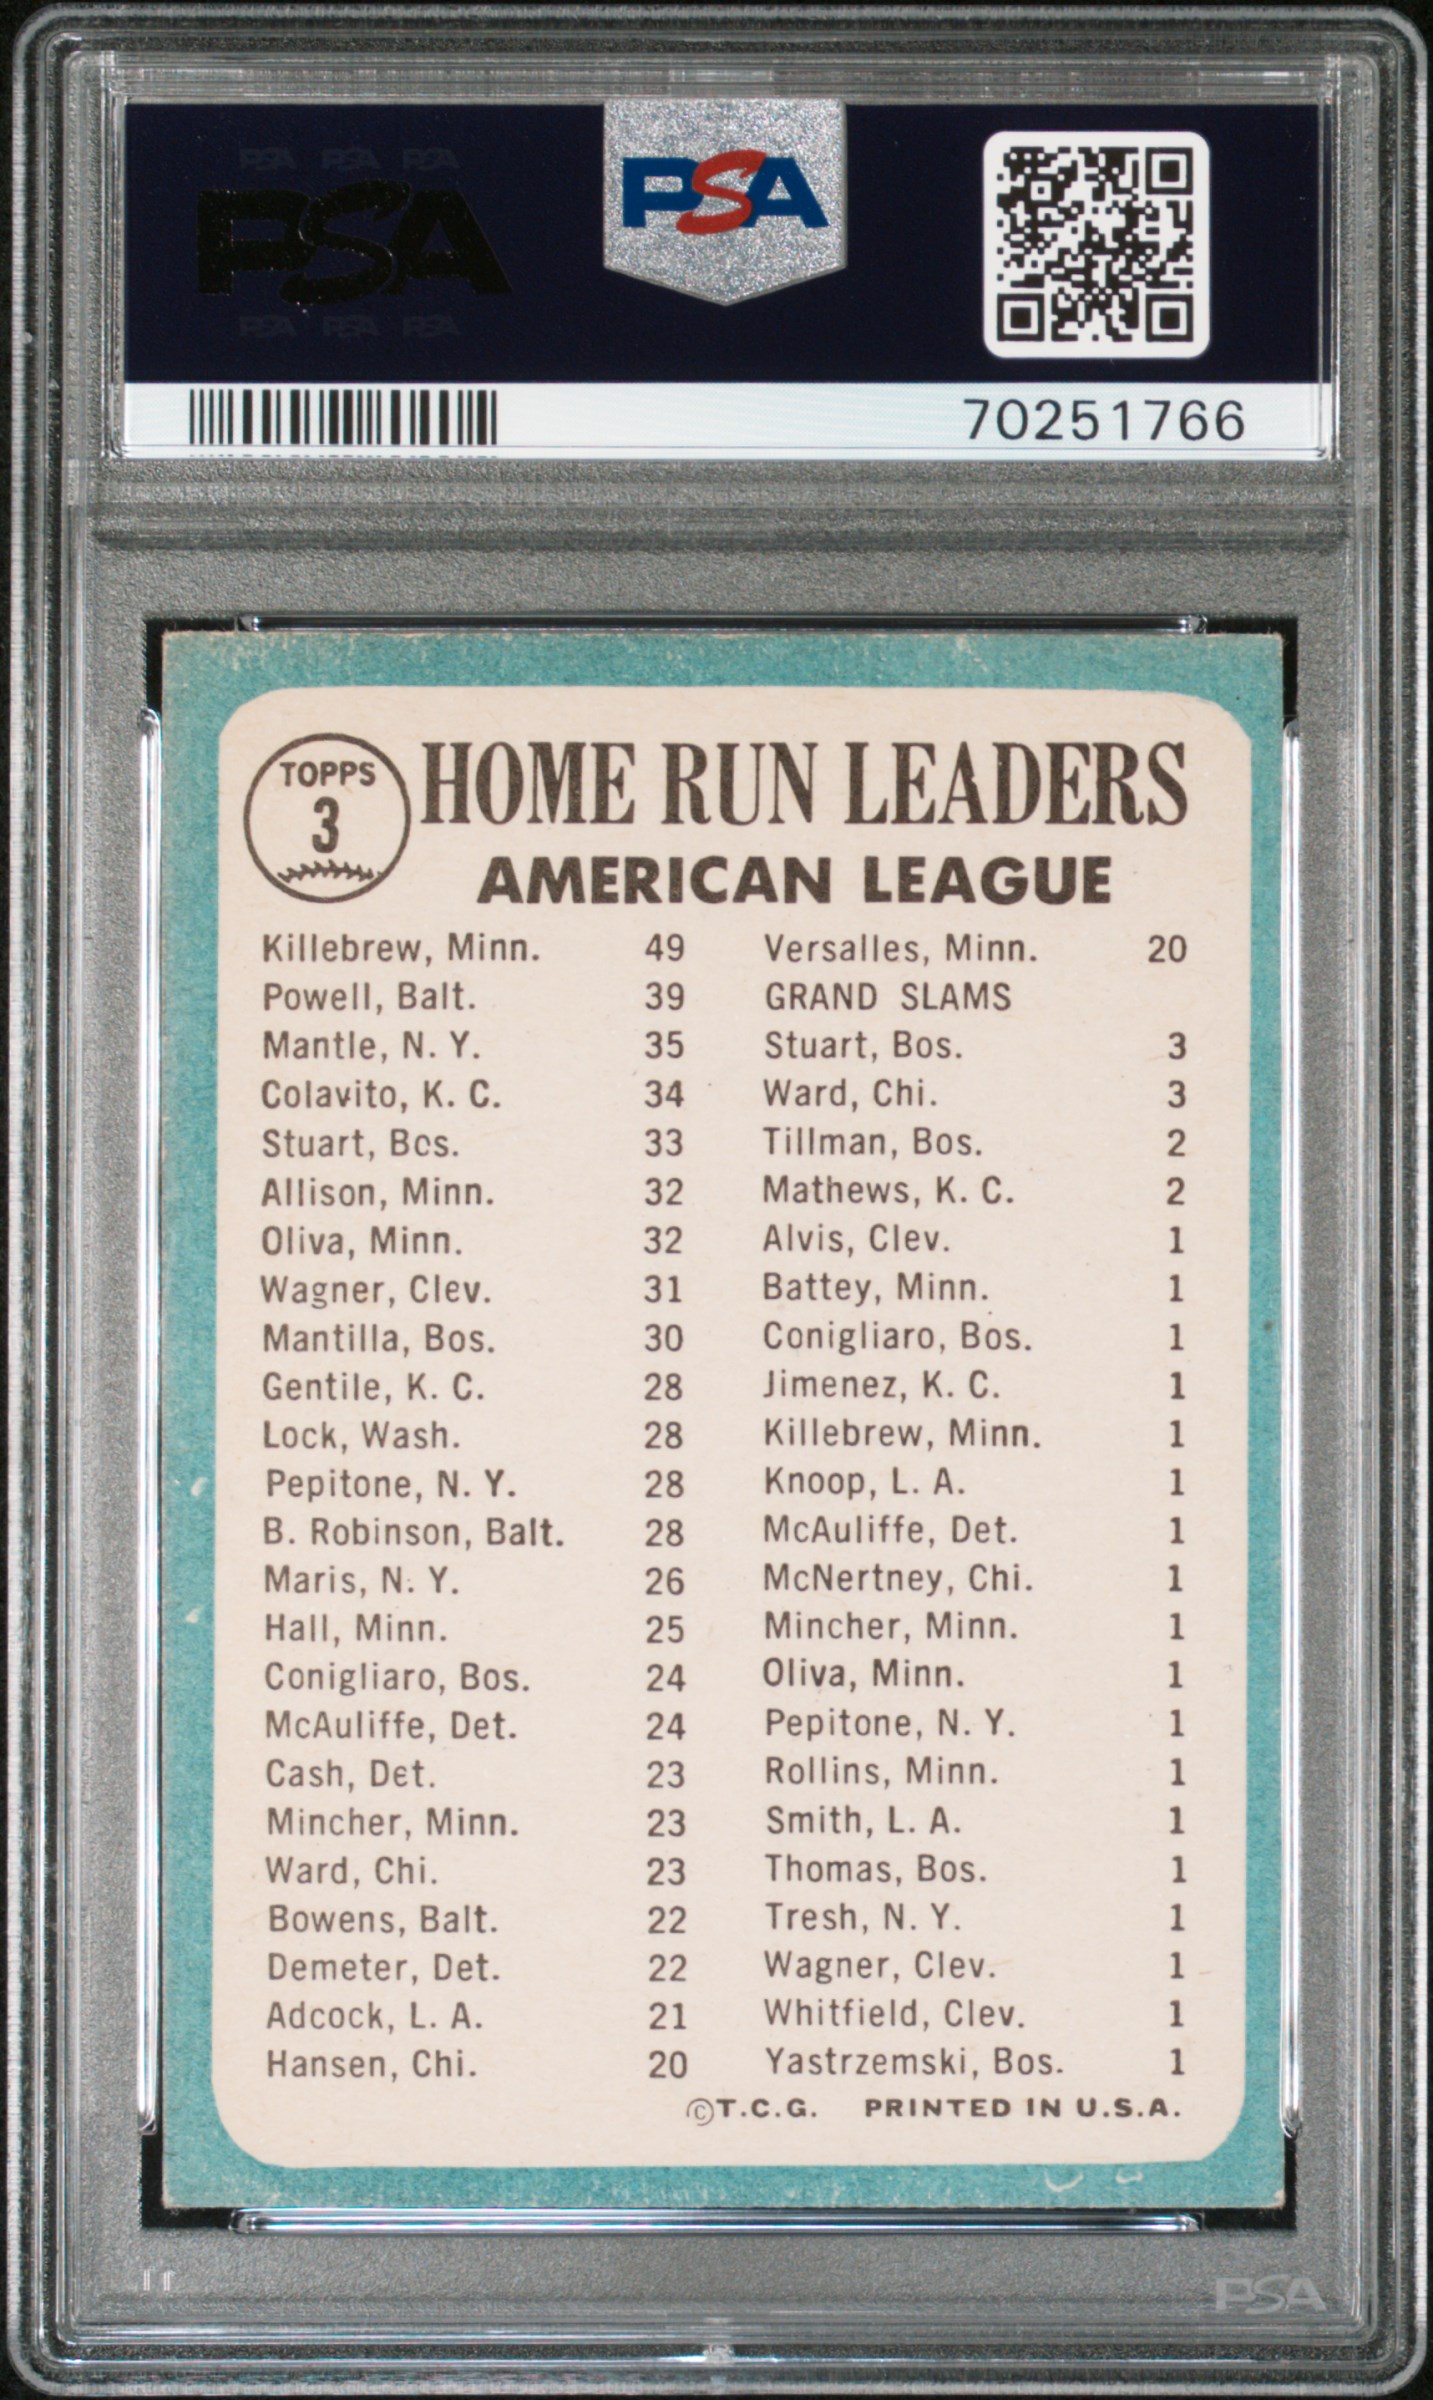 PSA PSA PSA
PSA
PSA PSA PSA
PSA
70251766
TOPPS
3
HOME RUN LEADERS
AMERICAN LEAGUE
Killebrew, Minn. 49
Powell, Balt. 39
Mantle, N. Y. 35
Colavito, K. C. 34
Stuart, Bos. 33
Allison, Minn. 32
Oliva, Minn. 32
Wagner, Clev. 31
Mantilla, Bos. 30
Gentile, K. C. 28
Lock, Wash. 28
Pepitone, N. Y. 28
B. Robinson, Balt. 28
Maris, N. Y. 26
Hall, Minn. 25
Conigliaro, Bos. 24
McAuliffe, Det. 24
Cash, Det. 23
Mincher, Minn. 23
Ward, Chi. 23
Bowens, Balt. 22
Demeter, Det. 22
Adcock, L. A. 21
Hansen, Chi. 20
Versalles, Minn. 20
GRAND SLAMS
Stuart, Bos. 3
Ward, Chi. 3
Tillman, Bos. 2
Mathews, K. C. 2
Alvis, Clev. 1
Battey, Minn. 1
Conigliaro, Bos. 1
Jimenez, K. C. 1
Killebrew, Minn. 1
Knoop, L. A. 1
McAuliffe, Det. 1
McNertney, Chi. 1
Mincher, Minn. 1
Oliva, Minn. 1
Pepitone, N. Y. 1
Rollins, Minn. 1
Smith, L. A. 1
Thomas, Bos. 1
Tresh, N. Y. 1
Wagner, Clev. 1
Whitfield, Clev. 1
Yastrzemski, Bos. 1
©T.C.G. PRINTED IN U.S.A.
PSA